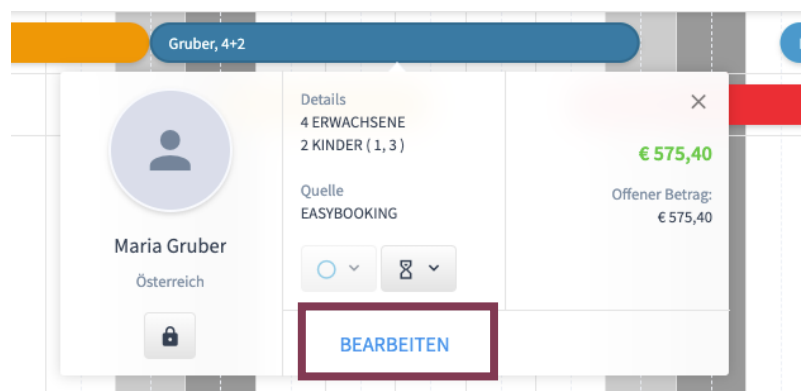 Gruber, 4+2
Details
4 ERWACHSENE
2 KINDER ( 1, 3 )
€ 575,40
Quelle
EASYBOOKING
Offener Betrag:
€ 575,40
Maria Gruber
Österreich
BEARBEITEN